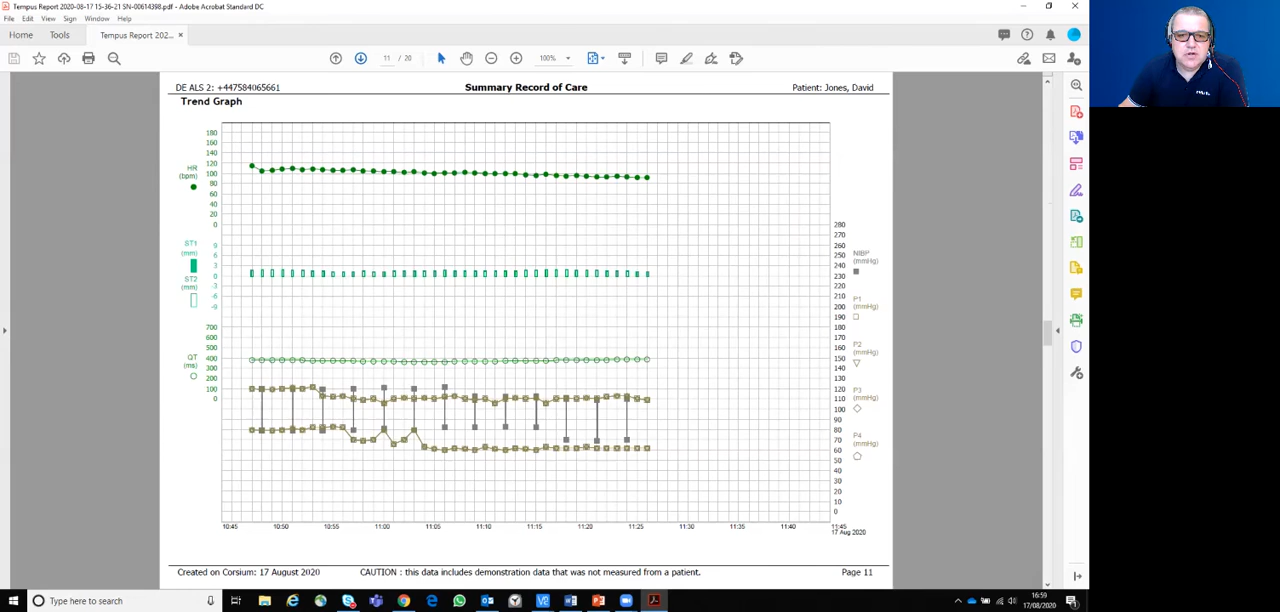 Tempus Report 2020-08-17 15-36-21 SN-00614398.pdf - Adobe Acrobat Standard DC
File Edit View Sign Window Help
Home Tools Tempus Report 202... ×
11 / 20 100%
DE ALS 2: +447584065661 Summary Record of Care Patient: Jones, David
Trend Graph
HR
(bpm)
180
160
140
120
100
80
60
40
20
0
ST1
(mm)
ST2
(mm)
9
6
3
0
-3
-6
-9
QT
(ms)
700
600
500
400
300
200
100
0
280
270
260
250
240
230
220
210
200
190
180
170
160
150
140
130
120
110
100
90
80
70
60
50
40
30
20
10
0
NIBP
(mmHg)
P1
(mmHg)
P2
(mmHg)
P3
(mmHg)
P4
(mmHg)
10:45 10:50 10:55 11:00 11:05 11:10 11:15 11:20 11:25 11:30 11:35 11:40 11:45
17 Aug 2020
Created on Corsium: 17 August 2020 CAUTION : this data includes demonstration data that was not measured from a patient. Page 11
Type here to search
16:59
17/08/2020